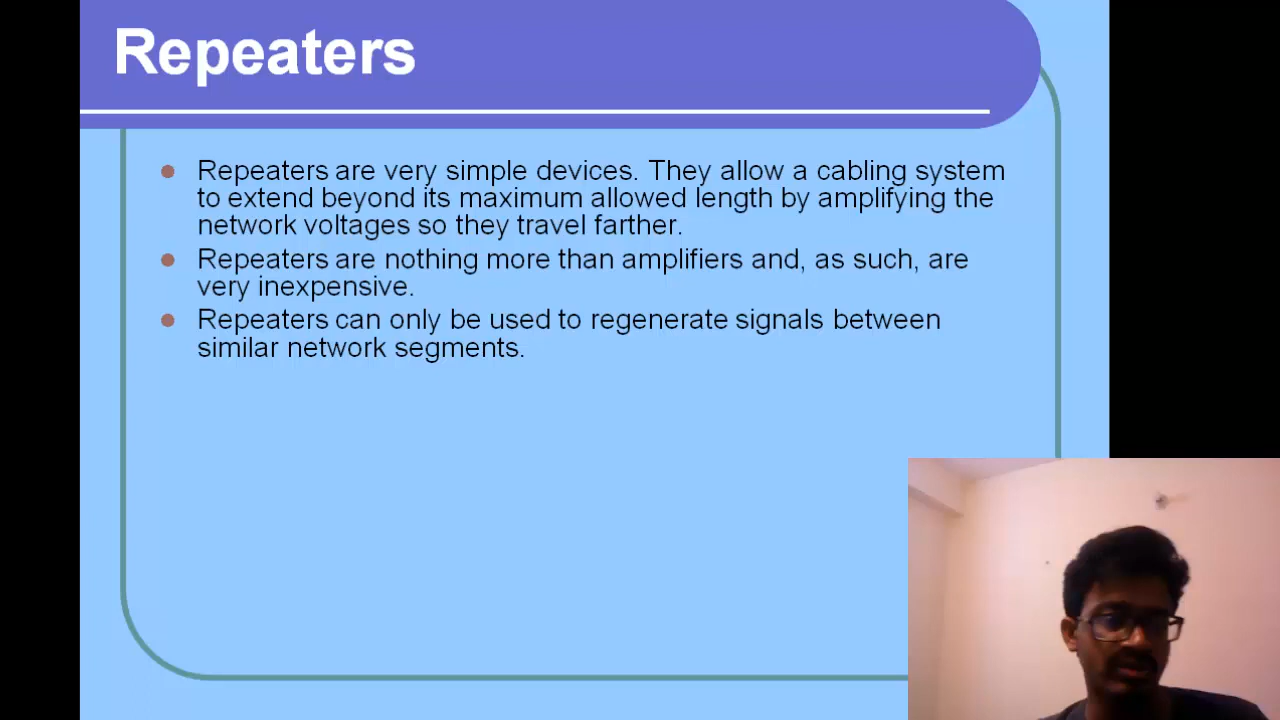 Repeaters
Repeaters are very simple devices. They allow a cabling system
to extend beyond its maximum allowed length by amplifying the
network voltages so they travel farther.
Repeaters are nothing more than amplifiers and, as such, are
very inexpensive.
Repeaters can only be used to regenerate signals between
similar network segments.